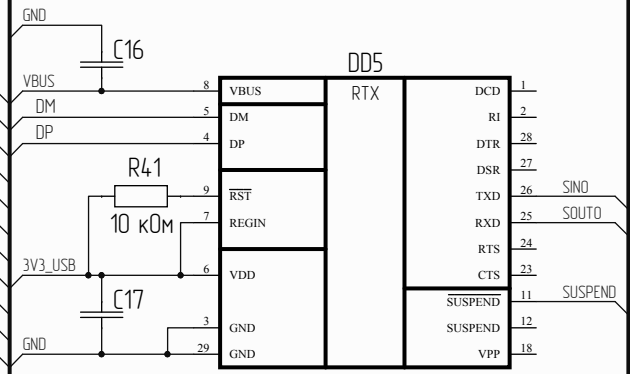 GND
C16
DD5
VBUS 8 VBUS RTX DCD 1
DM 5 DM RI 2
DP 4 DP DTR 28
DSR 27
R41
9 RST TXD 26 SIN0
10 кОм 7 REGIN RXD 25 SOUT0
RTS 24
3V3_USB 6 VDD CTS 23
C17 SUSPEND 11 SUSPEND
3 GND SUSPEND 12
GND 29 GND VPP 18